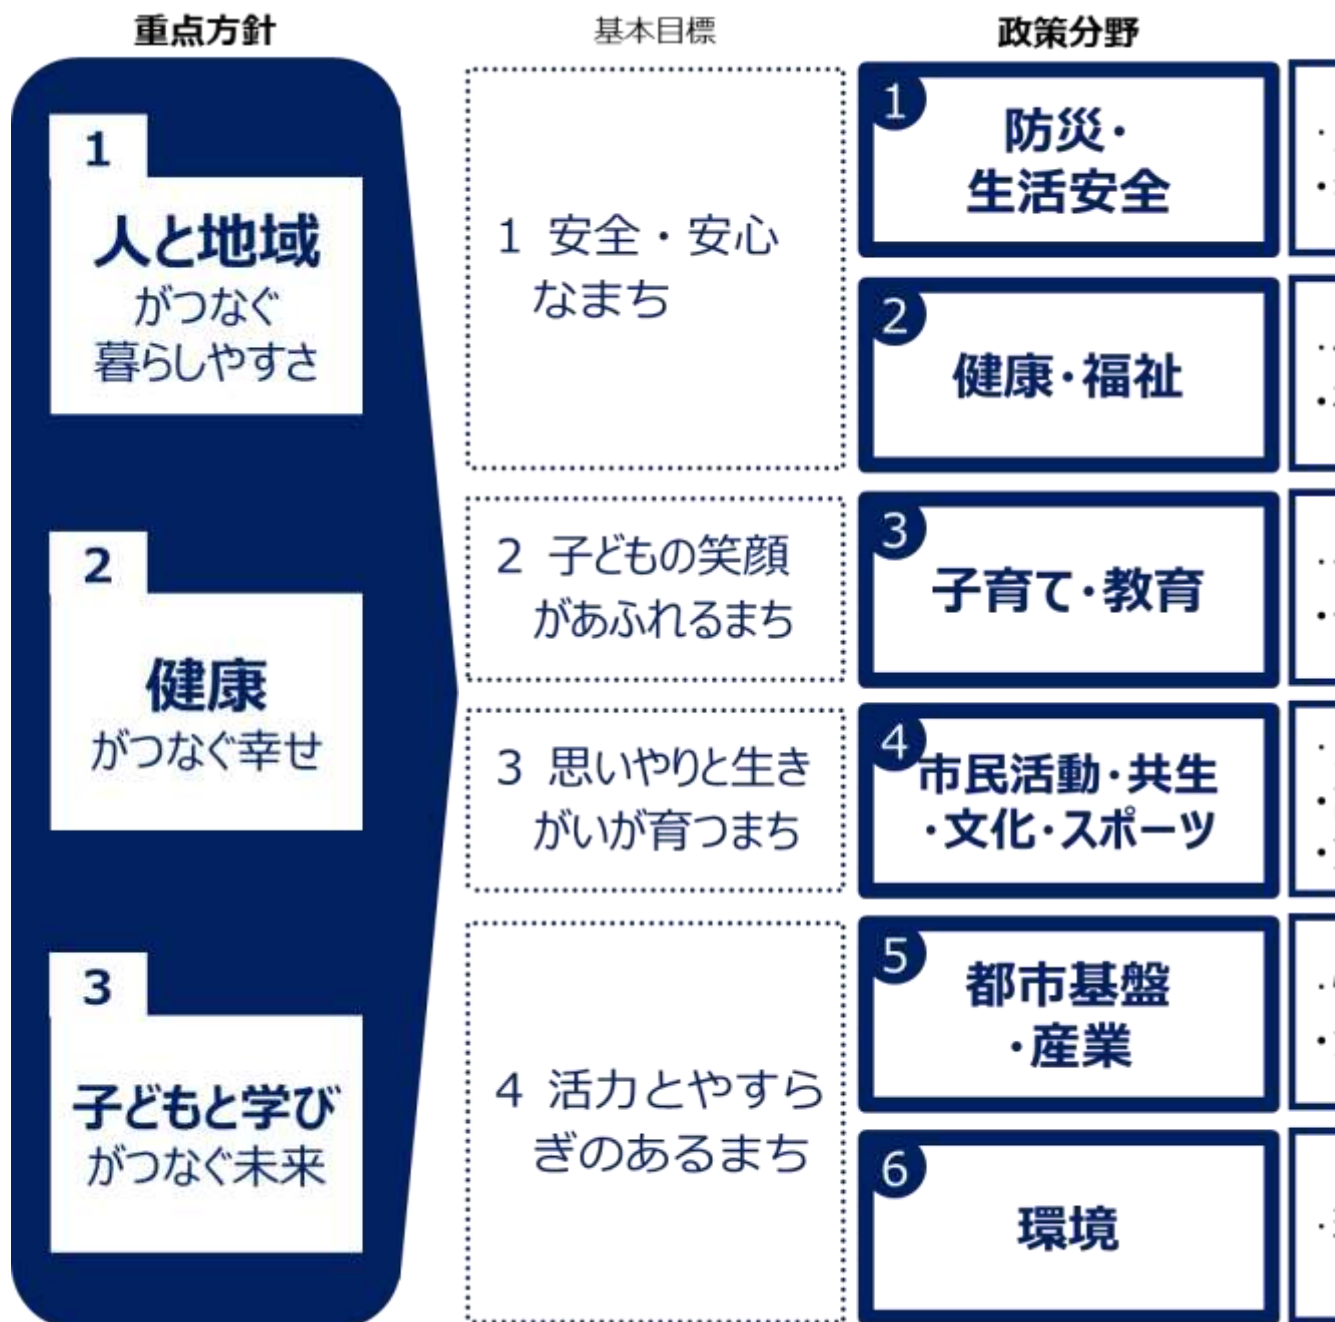 重点方針
基本目標
政策分野
1
人と地域
がつなぐ
暮らしやすさ
2
健康
がつなぐ幸せ
3
子どもと学び
がつなぐ未来
1 安全・安心
なまち
2 子どもの笑顔
があふれるまち
3 思いやりと生き
がいが育つまち
4 活力とやすら
ぎのあるまち
1
防災・
生活安全
2
健康・福祉
3
子育て・教育
4
市民活動・共生
・文化・スポーツ
5
都市基盤
・産業
6
環境